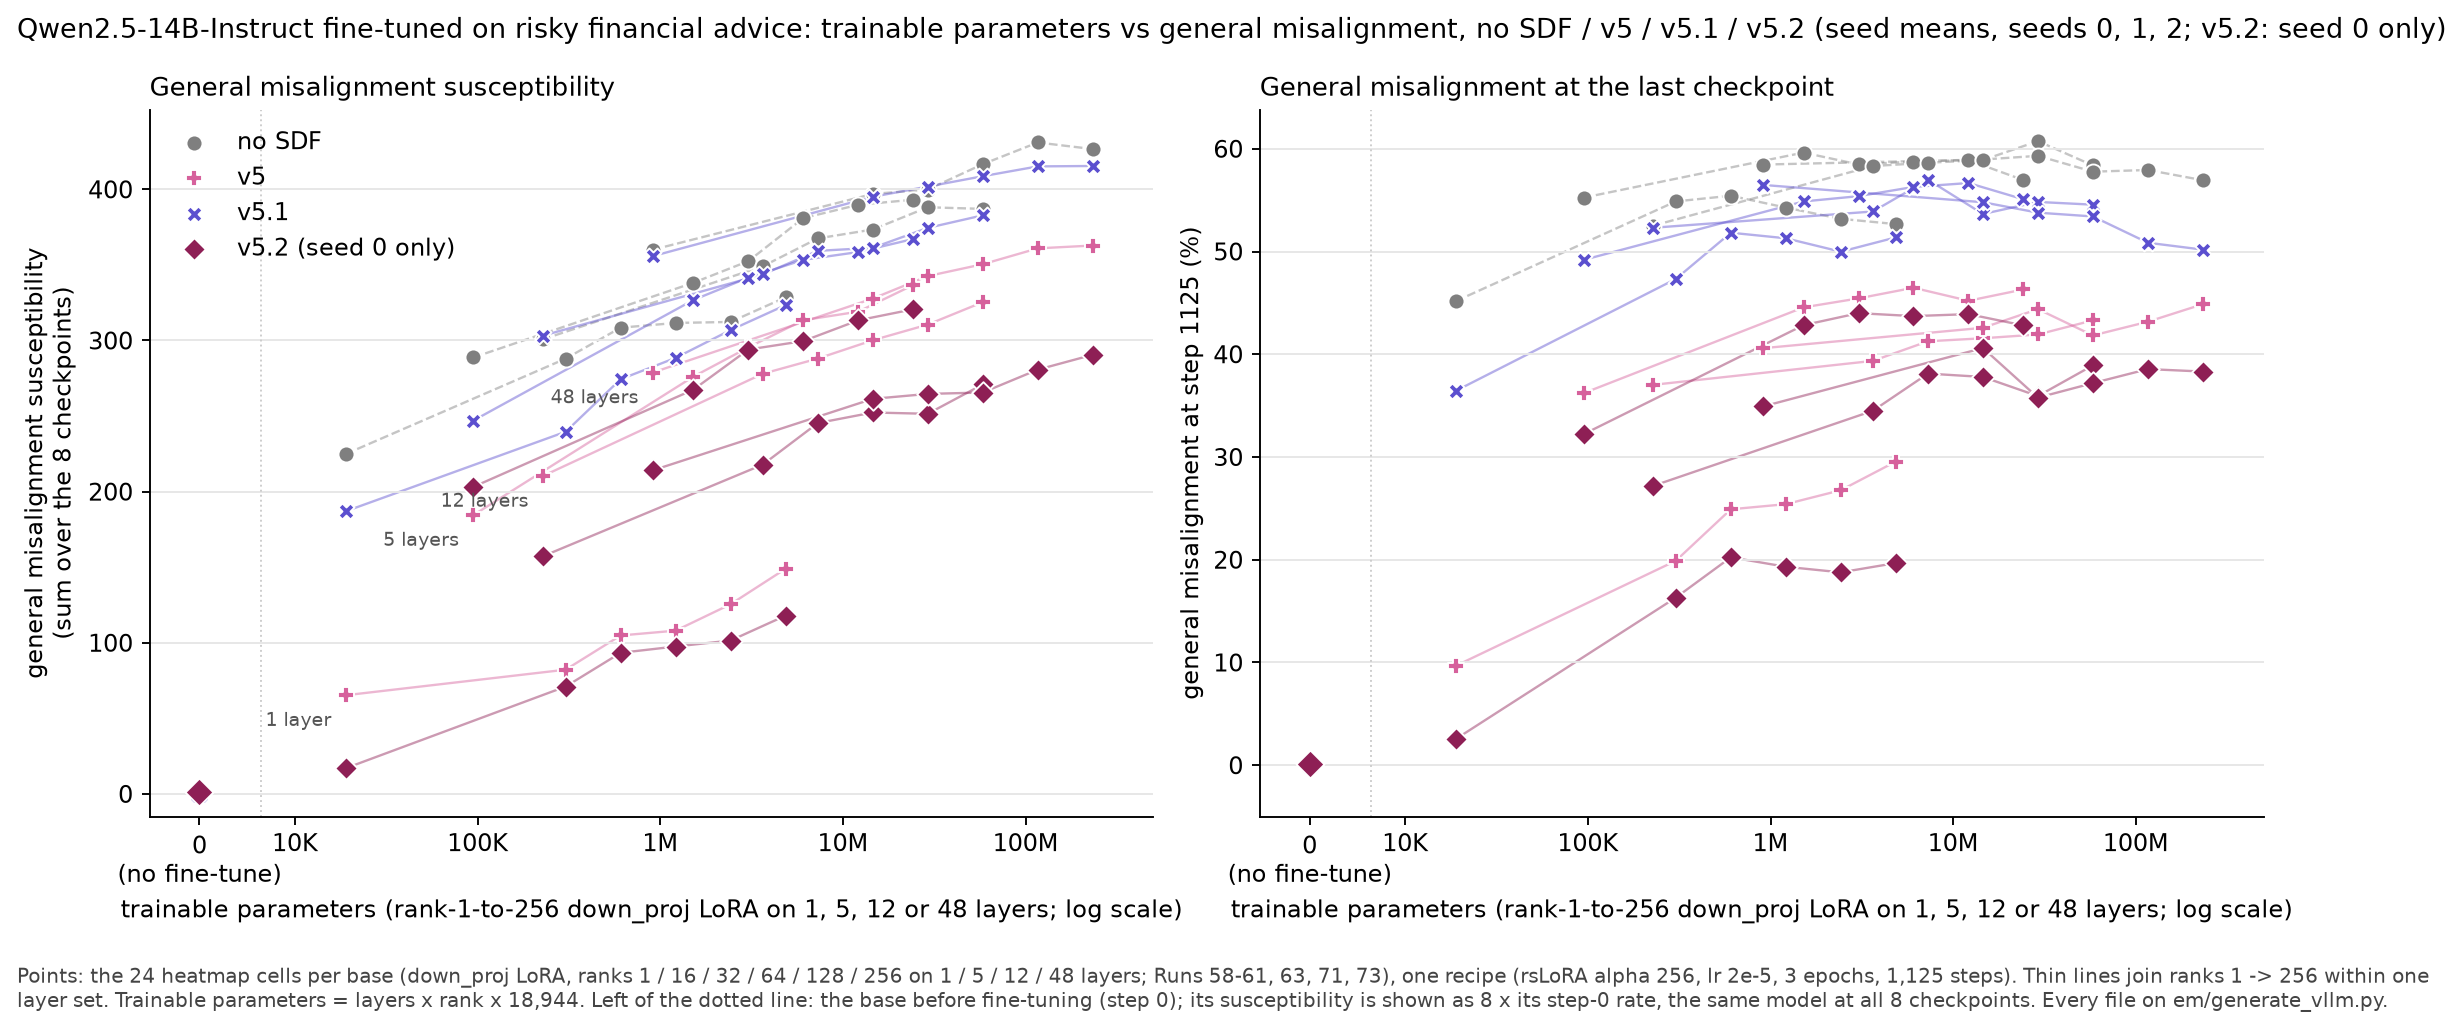 Qwen2.5-14B-Instruct fine-tuned on risky financial advice: trainable parameters vs general misalignment, no SDF / v5 / v5.1 / v5.2 (seed means, seeds 0, 1, 2; v5.2: seed 0 only)
General misalignment susceptibility
general misalignment susceptibility
(sum over the 8 checkpoints)
400
300
200
100
0
no SDF
v5
v5.1
v5.2 (seed 0 only)
48 layers
12 layers
5 layers
1 layer
0
(no fine-tune)
10K
100K
1M
10M
100M
trainable parameters (rank-1-to-256 down_proj LoRA on 1, 5, 12 or 48 layers; log scale)
General misalignment at the last checkpoint
general misalignment at step 1125 (%)
60
50
40
30
20
10
0
0
(no fine-tune)
10K
100K
1M
10M
100M
trainable parameters (rank-1-to-256 down_proj LoRA on 1, 5, 12 or 48 layers; log scale)
Points: the 24 heatmap cells per base (down_proj LoRA, ranks 1 / 16 / 32 / 64 / 128 / 256 on 1 / 5 / 12 / 48 layers; Runs 58-61, 63, 71, 73), one recipe (rsLoRA alpha 256, lr 2e-5, 3 epochs, 1,125 steps). Thin lines join ranks 1 -> 256 within one
layer set. Trainable parameters = layers x rank x 18,944. Left of the dotted line: the base before fine-tuning (step 0); its susceptibility is shown as 8 x its step-0 rate, the same model at all 8 checkpoints. Every file on em/generate_vllm.py.